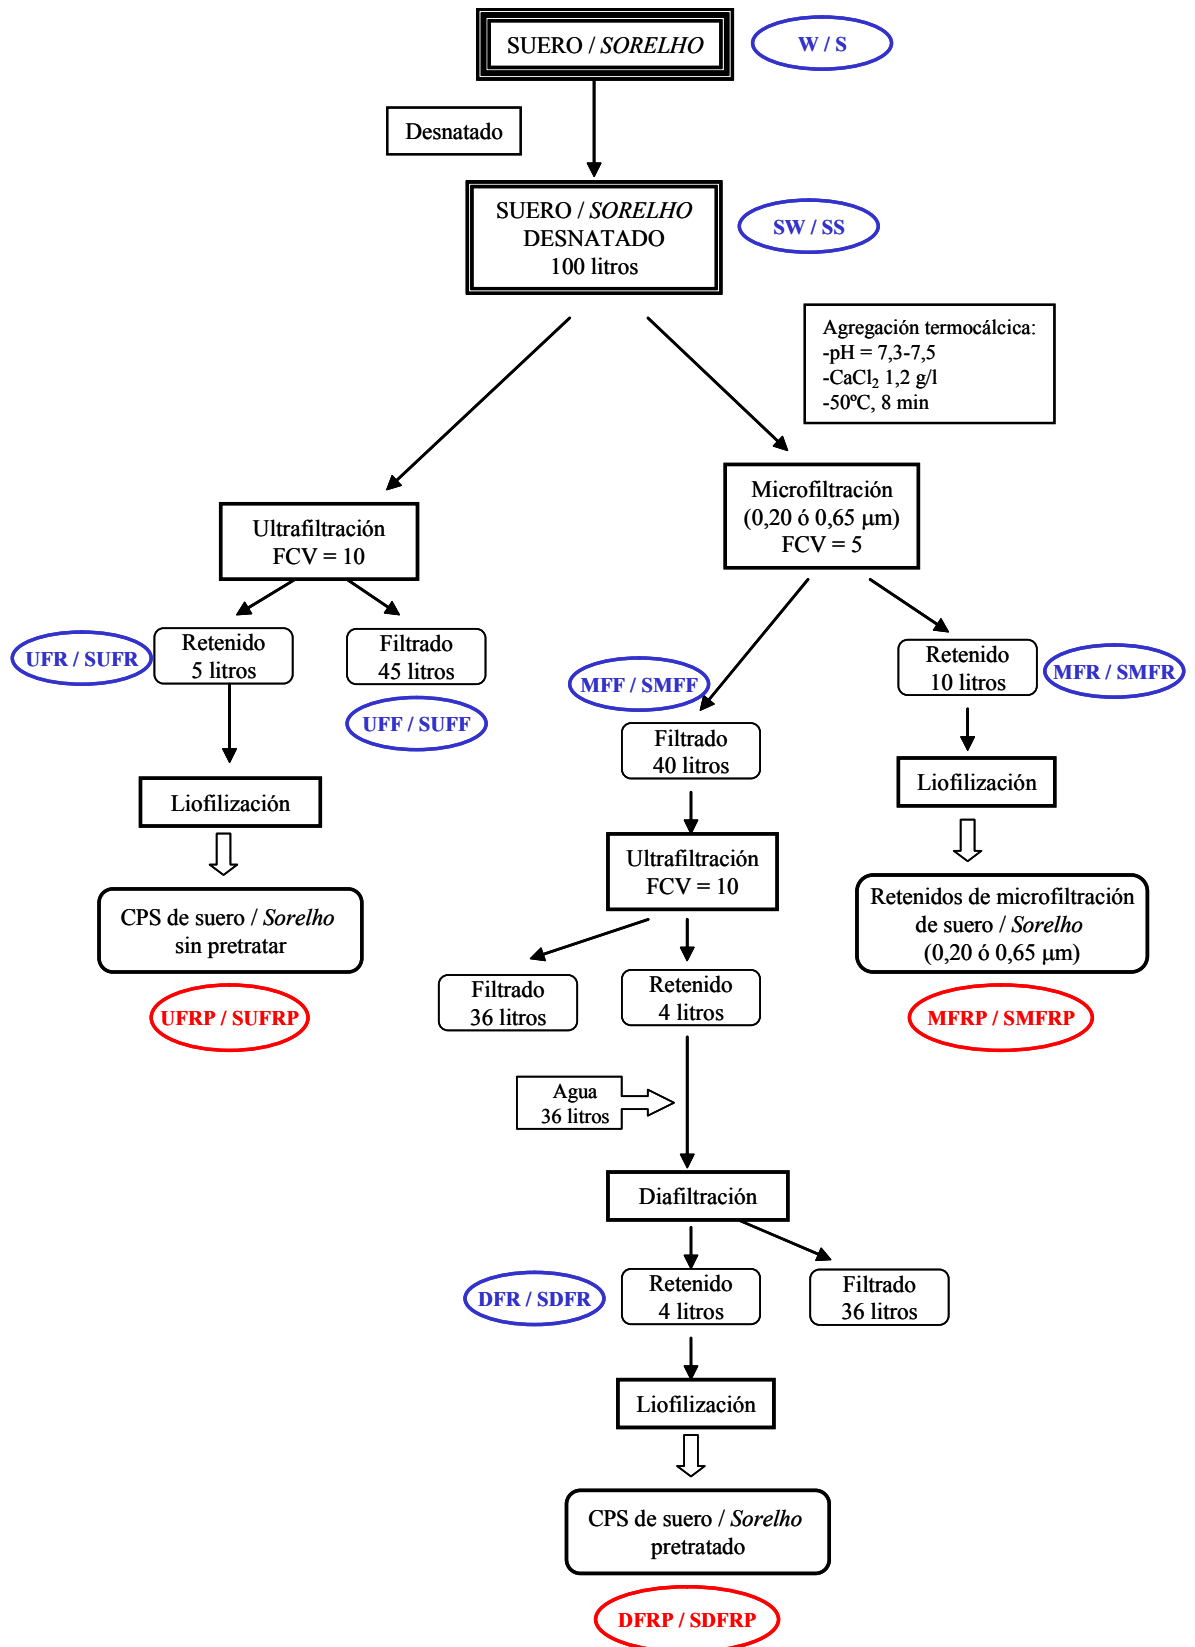 SUERO / SORELHO
W / S
Desnatado
SUERO / SORELHO
DESNATADO
100 litros
SW / SS
Agregación termocálcica:
-pH = 7,3-7,5
-CaCl₂ 1,2 g/l
-50ºC, 8 min
Ultrafiltración
FCV = 10
Microfiltración
(0,20 ó 0,65 µm)
FCV = 5
UFR / SUFR
Retenido
5 litros
Filtrado
45 litros
UFF / SUFF
MFF / SMFF
Filtrado
40 litros
Retenido
10 litros
MFR / SMFR
Liofilización
CPS de suero / Sorelho
sin pretratar
UFRP / SUFRP
Liofilización
Retenidos de microfiltración
de suero / Sorelho
(0,20 ó 0,65 µm)
MFRP / SMFRP
Ultrafiltración
FCV = 10
Filtrado
36 litros
Retenido
4 litros
Agua
36 litros
Diafiltración
DFR / SDFR
Retenido
4 litros
Filtrado
36 litros
Liofilización
CPS de suero / Sorelho
pretratado
DFRP / SDFRP